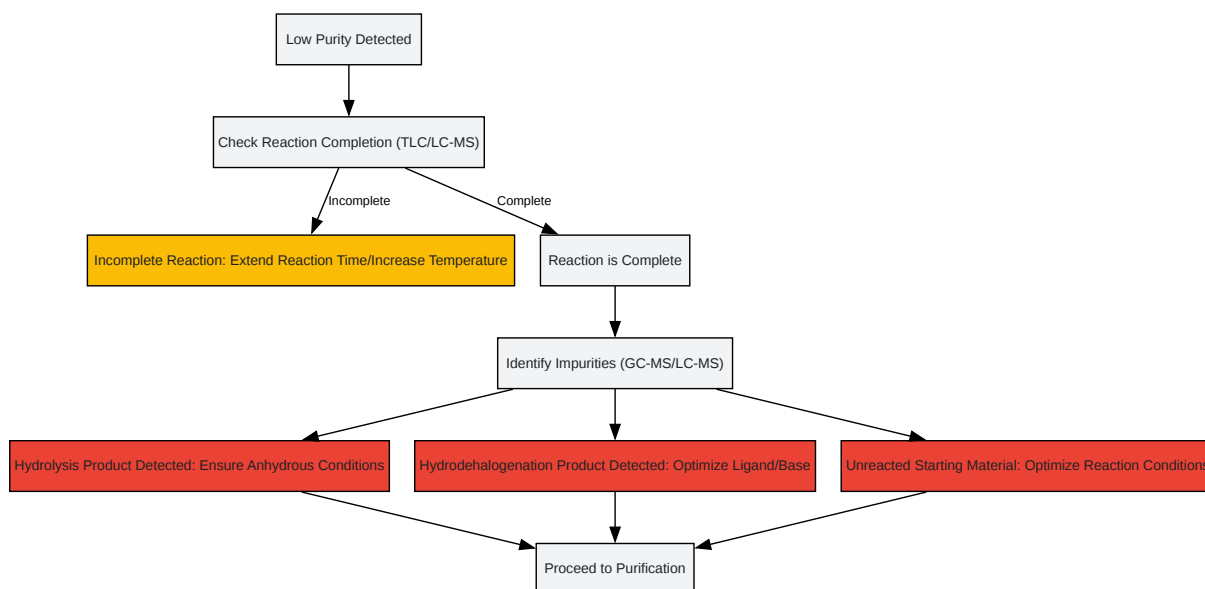 Low Purity Detected
Check Reaction Completion (TLC/LC-MS)
Incomplete
Complete
Incomplete Reaction: Extend Reaction Time/Increase Temperature
Reaction is Complete
Identify Impurities (GC-MS/LC-MS)
Hydrolysis Product Detected: Ensure Anhydrous Conditions
Hydrodehalogenation Product Detected: Optimize Ligand/Base
Unreacted Starting Material: Optimize Reaction Conditions
Proceed to Purification